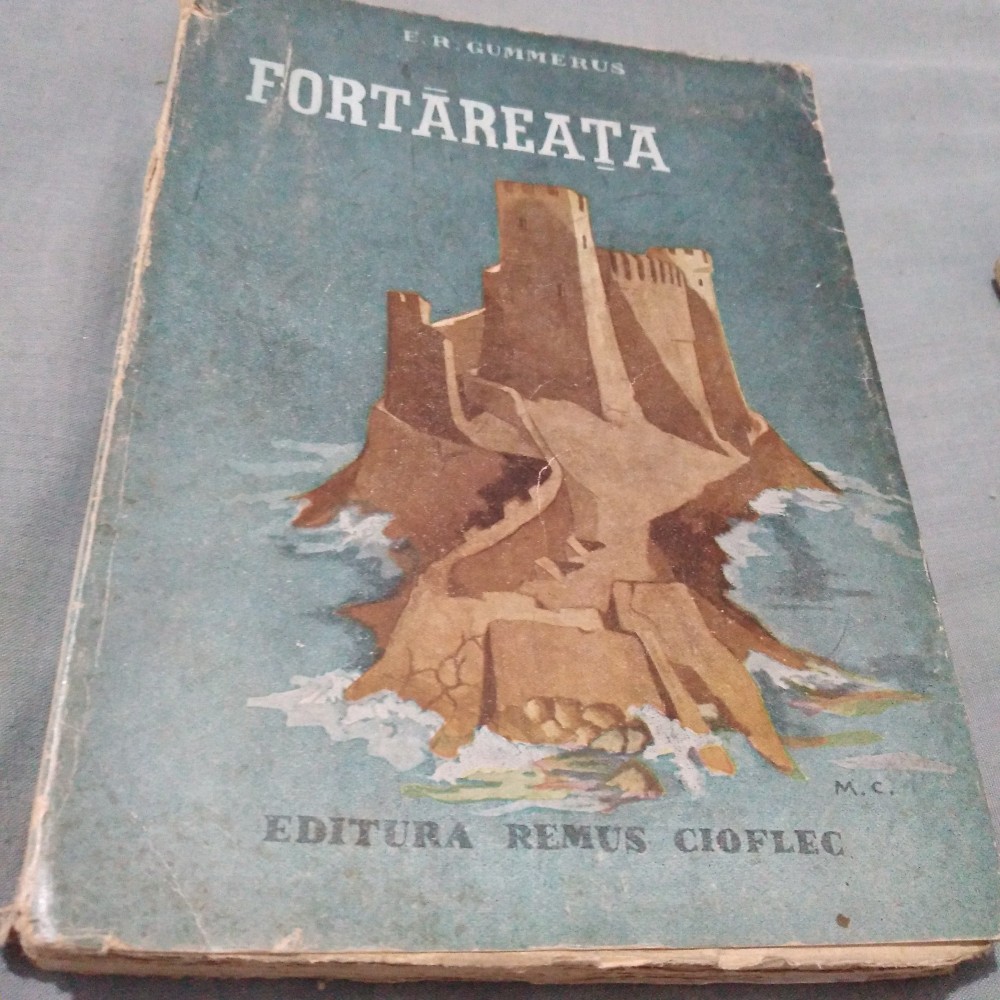 E. R. GUMMERUS
FORTĂREAȚA
M. C.
EDITURA REMUS CIOFLEC